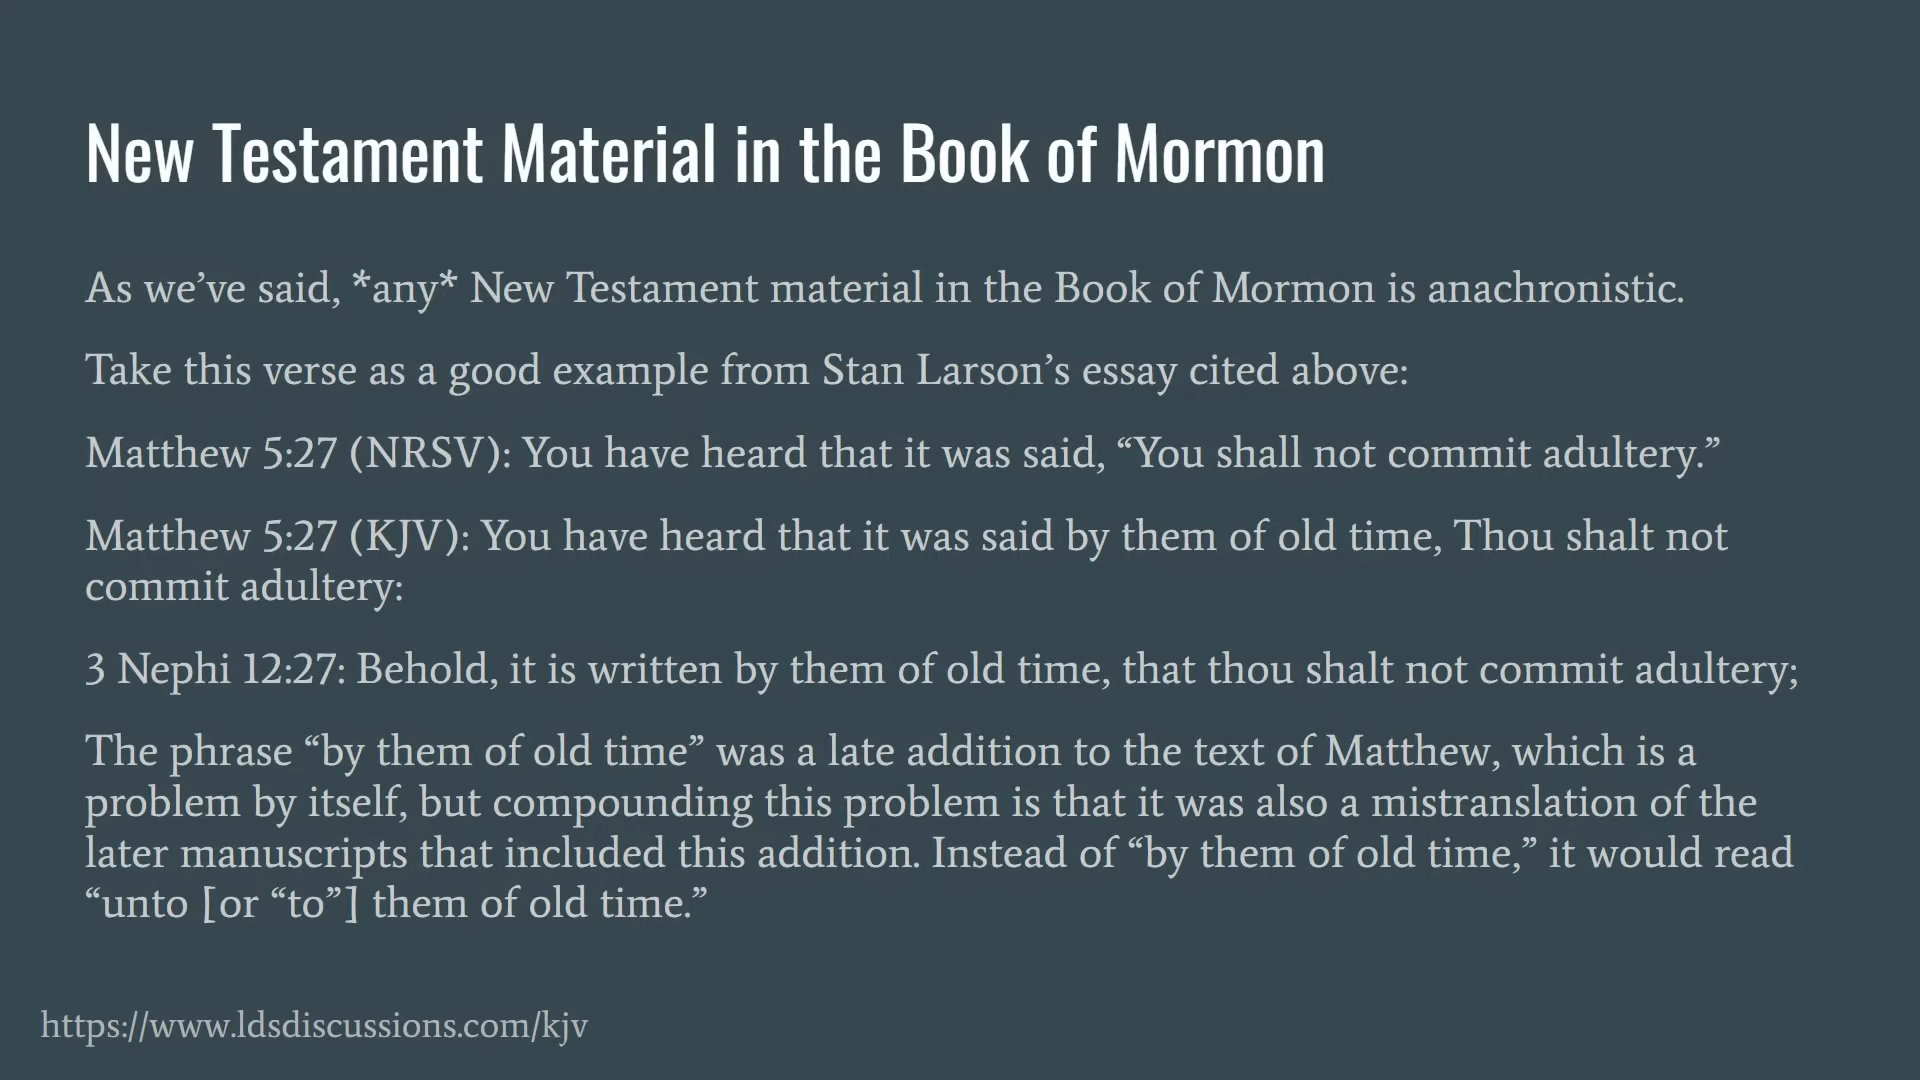 New Testament Material in the Book of Mormon
As we’ve said, *any* New Testament material in the Book of Mormon is anachronistic.
Take this verse as a good example from Stan Larson’s essay cited above:
Matthew 5:27 (NRSV): You have heard that it was said, “You shall not commit adultery.”
Matthew 5:27 (KJV): You have heard that it was said by them of old time, Thou shalt not
commit adultery:
3 Nephi 12:27: Behold, it is written by them of old time, that thou shalt not commit adultery;
The phrase “by them of old time” was a late addition to the text of Matthew, which is a
problem by itself, but compounding this problem is that it was also a mistranslation of the
later manuscripts that included this addition. Instead of “by them of old time,” it would read
“unto [or “to”] them of old time.”
https://www.ldsdiscussions.com/kjv